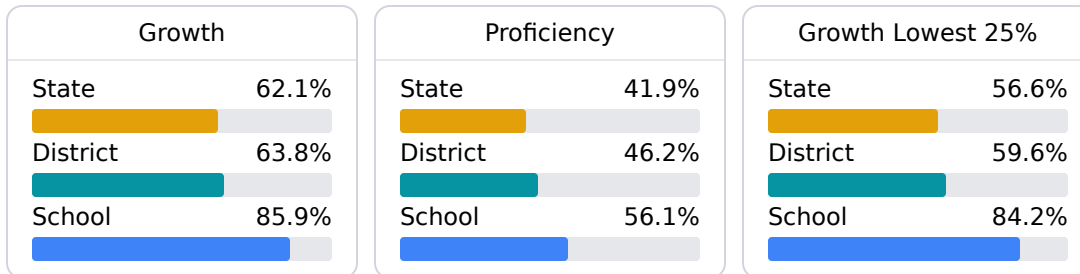 Growth
State 62.1%
District 63.8%
School 85.9%
Proficiency
State 41.9%
District 46.2%
School 56.1%
Growth Lowest 25%
State 56.6%
District 59.6%
School 84.2%